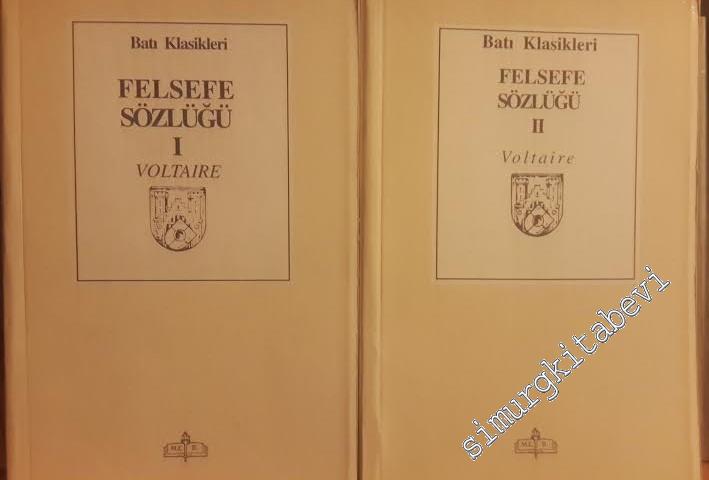 Batı Klasikleri
FELSEFE
SÖZLÜĞÜ
I
VOLTAIRE
M.E. B.
Batı Klasikleri
FELSEFE
SÖZLÜĞÜ
II
Voltaire
M.E. B.
simurgkitabevi